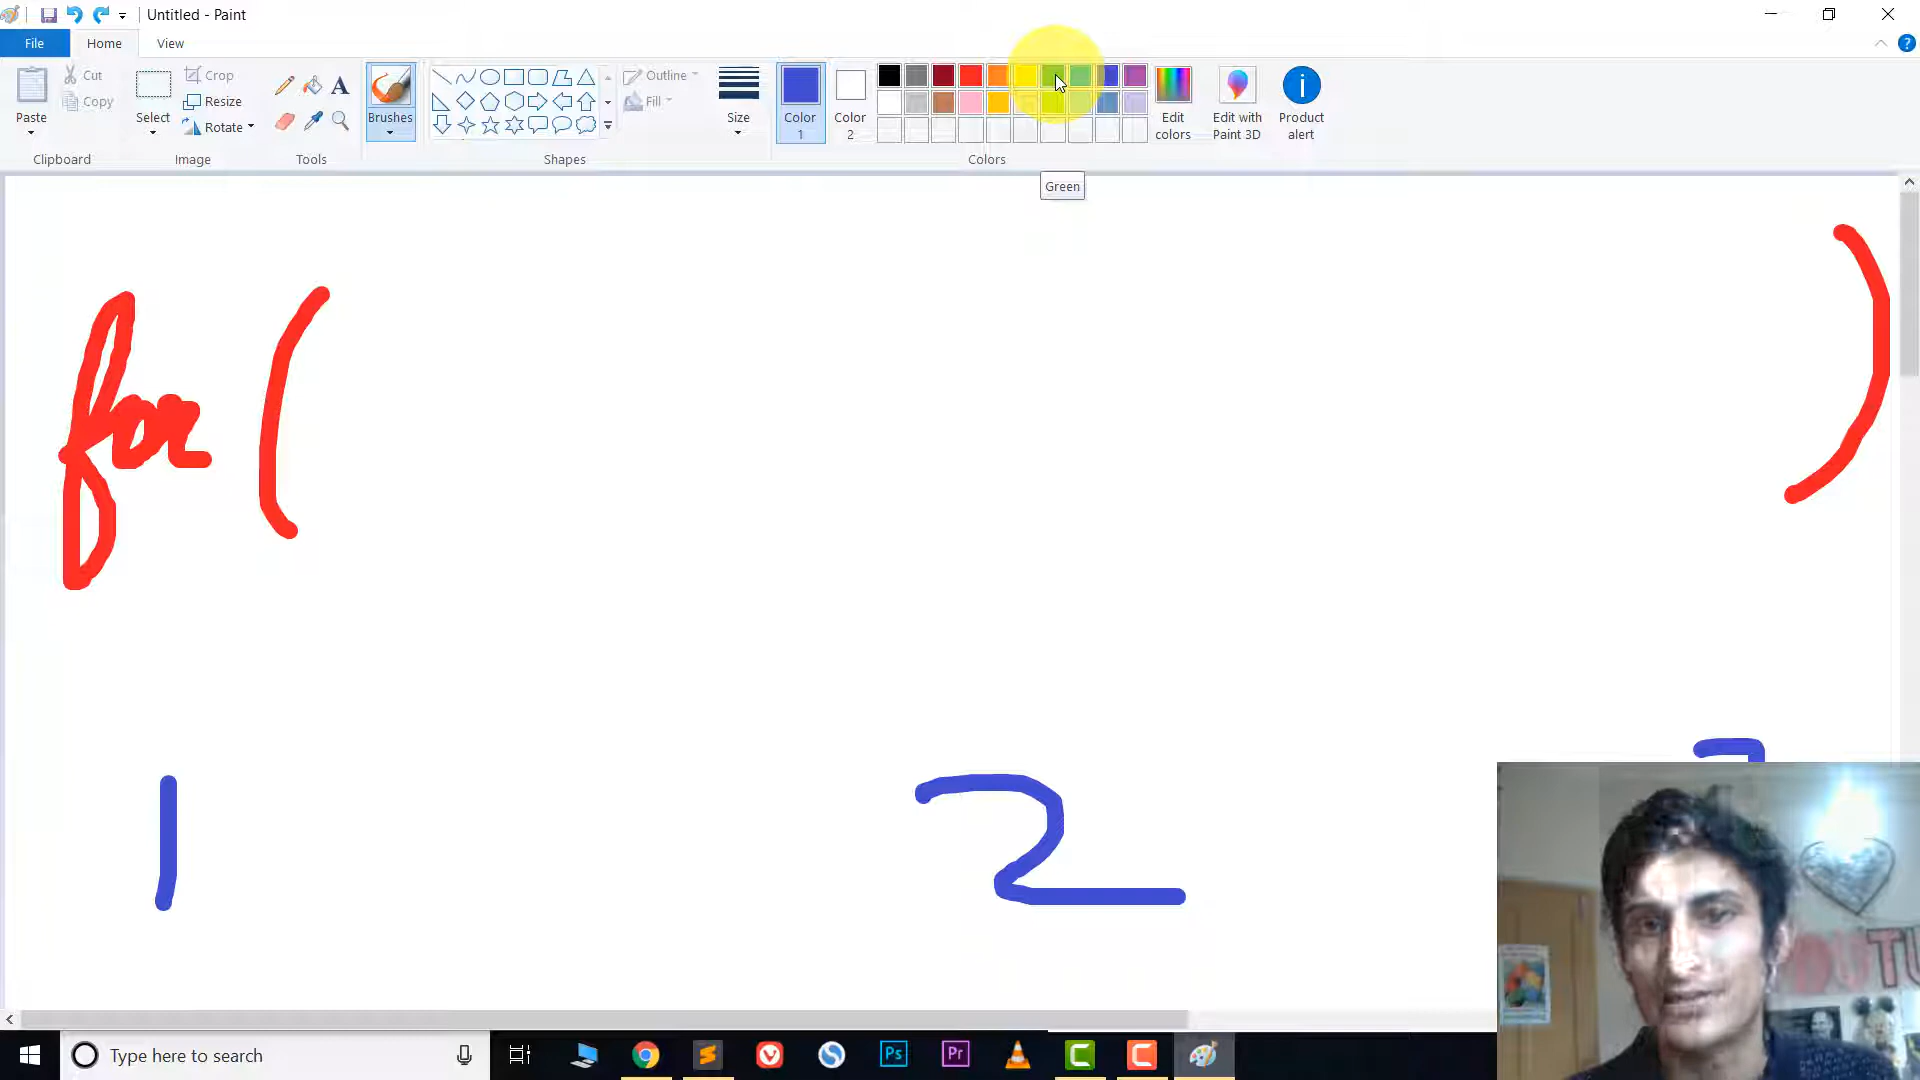 Untitled - Paint
File Home View
Paste
Cut
Copy
Clipboard
Select
Crop
Resize
Rotate
Image
A
Tools
Brushes
Shapes
Outline
Fill
Size
Color 1
Color 2
Colors
Edit colors
Edit with Paint 3D
Product alert
Green
for ( )
1 2
Type here to search
Ps
Pr